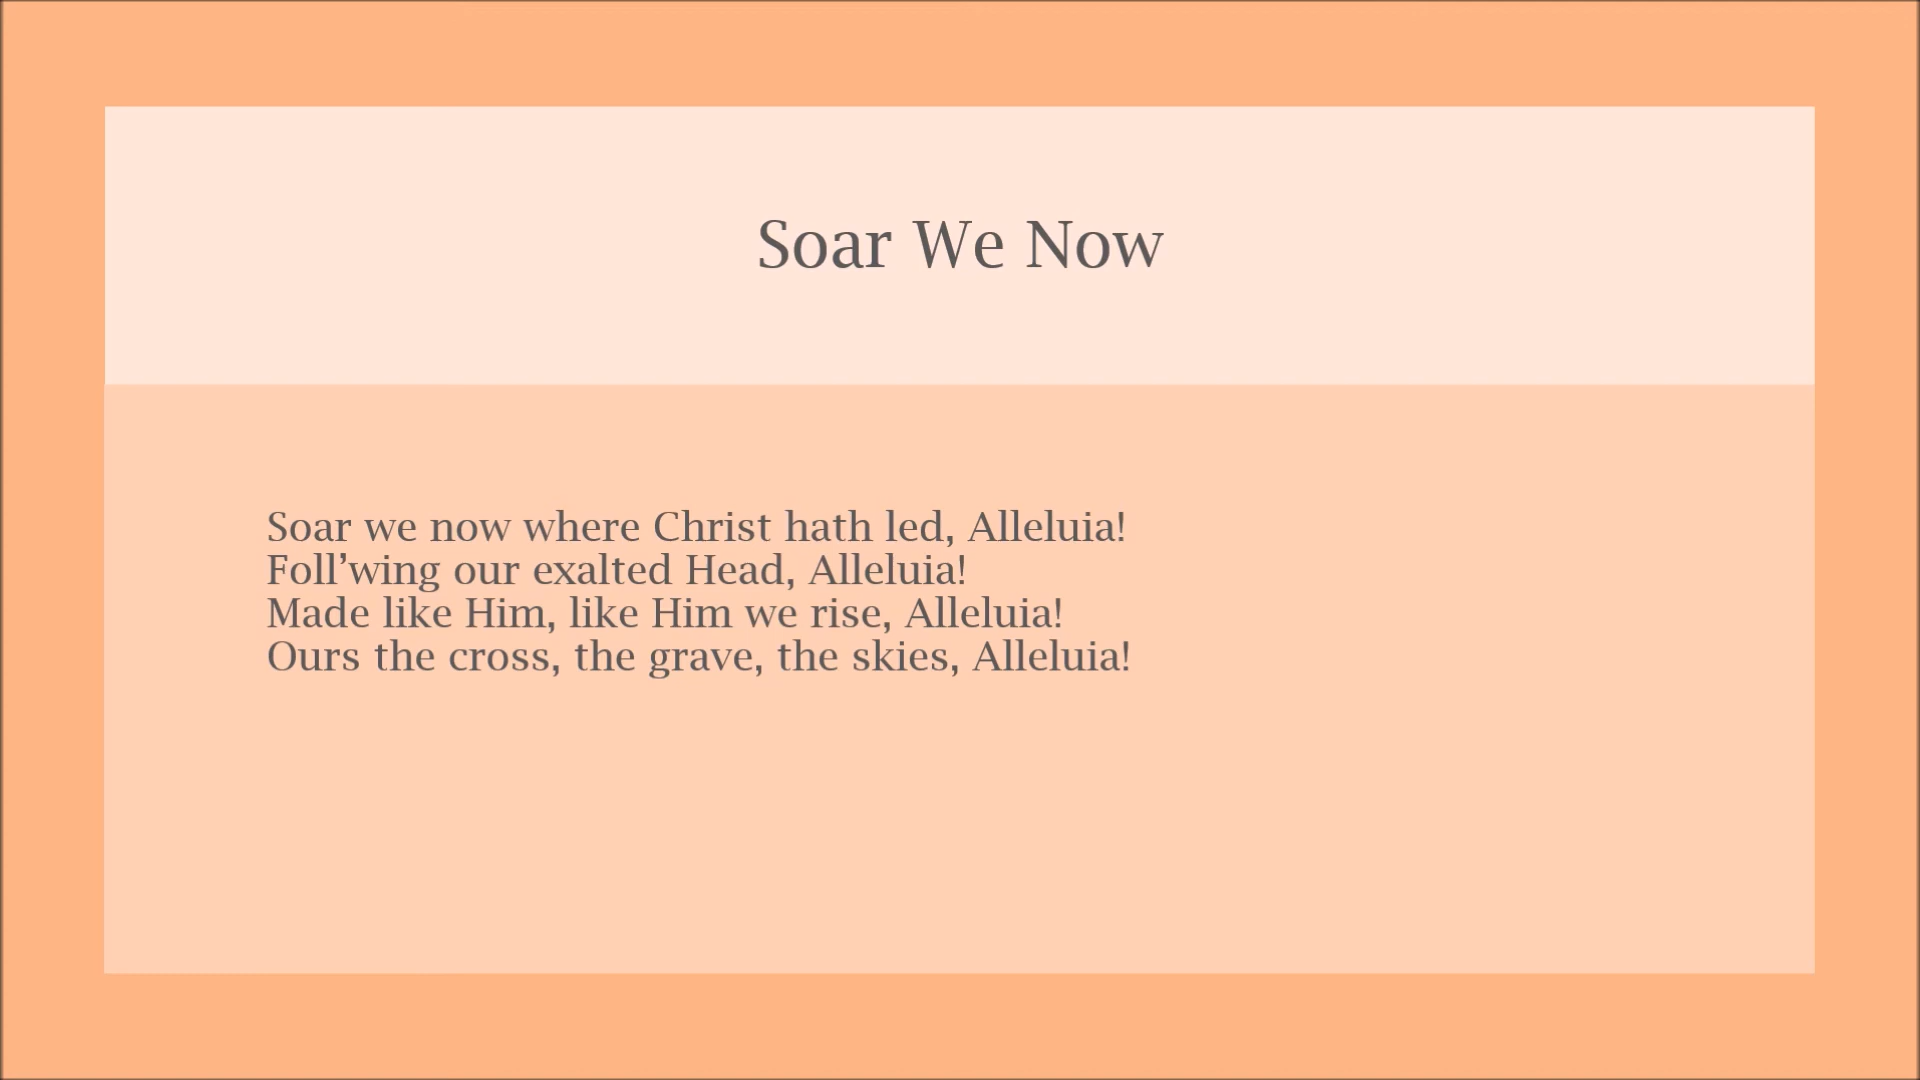 Soar We Now
Soar we now where Christ hath led, Alleluia!
Foll’wing our exalted Head, Alleluia!
Made like Him, like Him we rise, Alleluia!
Ours the cross, the grave, the skies, Alleluia!